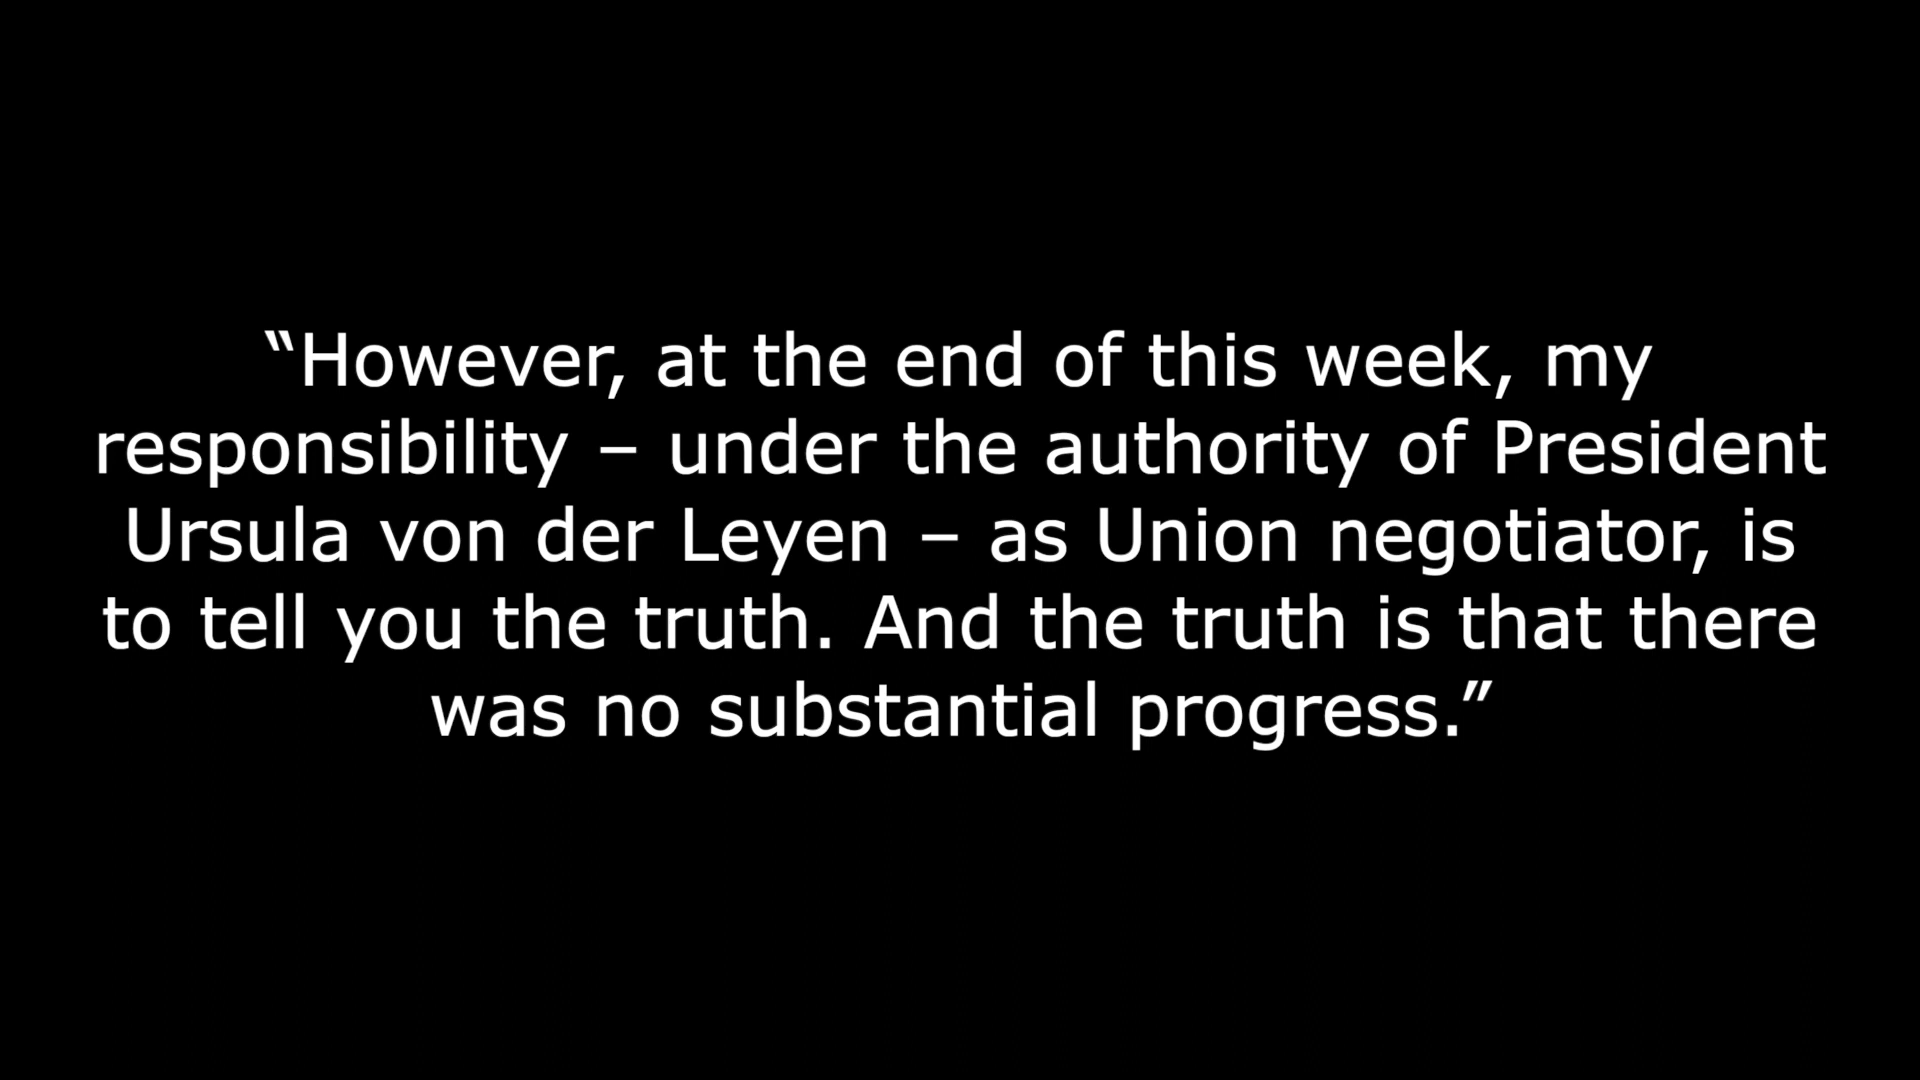 “However, at the end of this week, my
responsibility – under the authority of President
Ursula von der Leyen – as Union negotiator, is
to tell you the truth. And the truth is that there
was no substantial progress.”